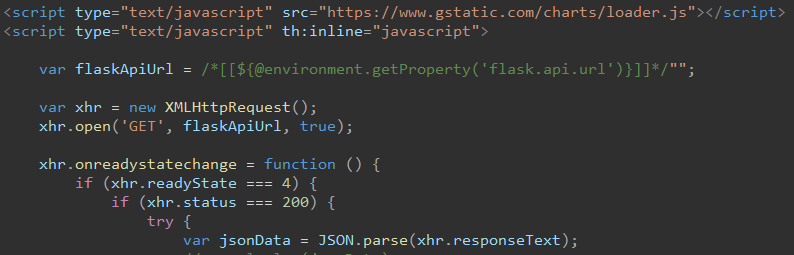 <script type="text/javascript" src="https://www.gstatic.com/charts/loader.js"></script>
<script type="text/javascript" th:inline="javascript">
var flaskApiUrl = /*[[${@environment.getProperty('flask.api.url')}]]*/"";
var xhr = new XMLHttpRequest();
xhr.open('GET', flaskApiUrl, true);
xhr.onreadystatechange = function () {
if (xhr.readyState === 4) {
if (xhr.status === 200) {
try {
var jsonData = JSON.parse(xhr.responseText);